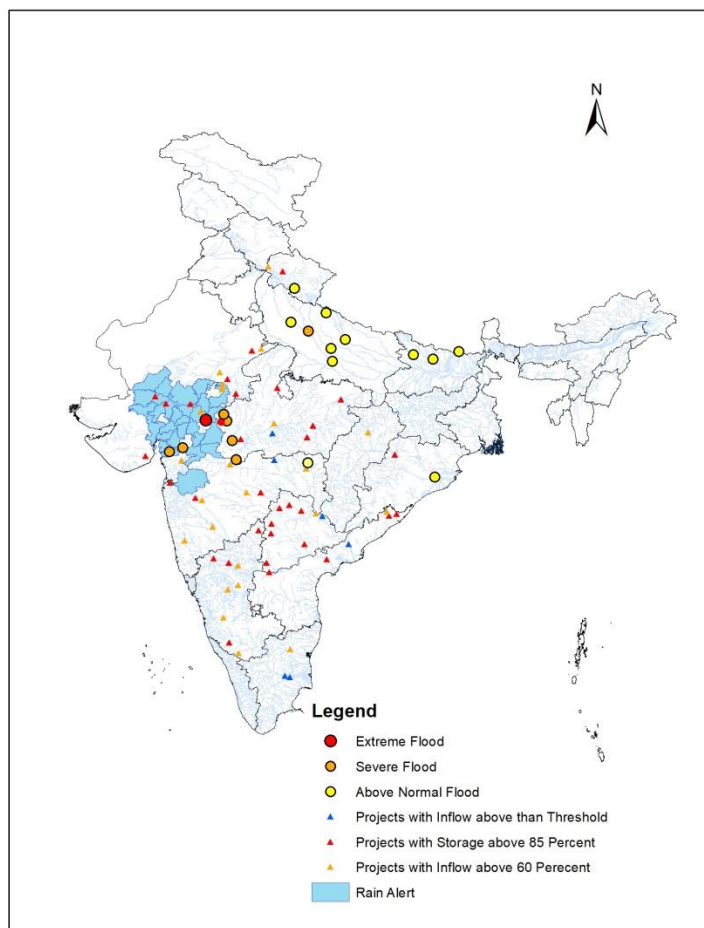 N
Legend
Extreme Flood
Severe Flood
Above Normal Flood
Projects with Inflow above than Threshold
Projects with Storage above 85 Percent
Projects with Inflow above 60 Perecent
Rain Alert